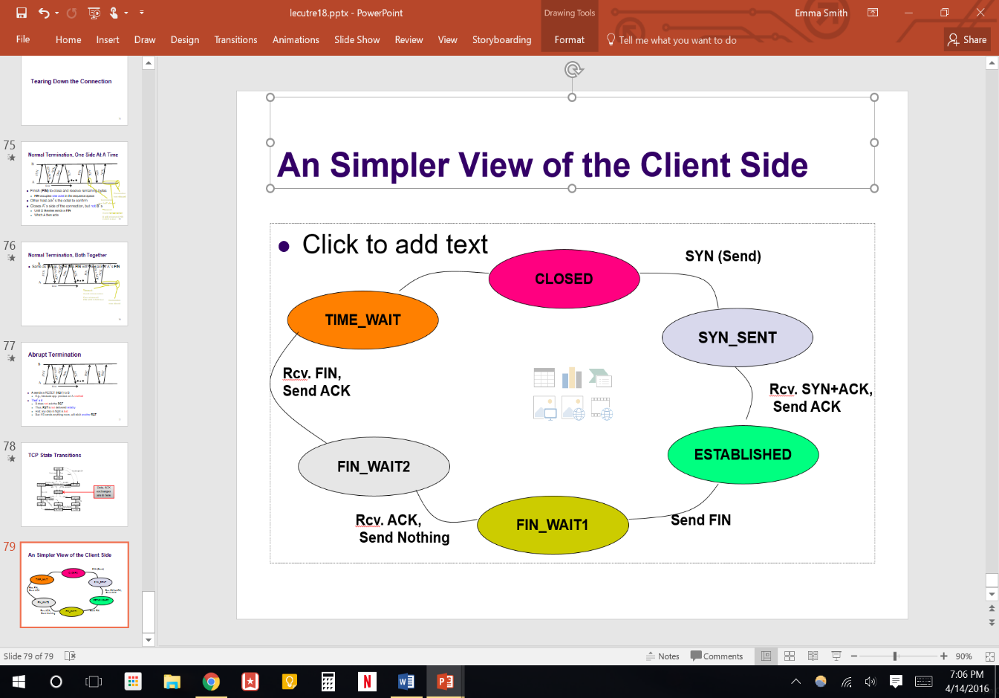 lecutre18.pptx - PowerPoint
Drawing Tools
Emma Smith
File
Home
Insert
Draw
Design
Transitions
Animations
Slide Show
Review
View
Storyboarding
Format
Tell me what you want to do
Share
Tearing Down the Connection
75
Normal Termination, One Side At A Time
76
Normal Termination, Both Together
77
Abrupt Termination
78
TCP State Transitions
79
An Simpler View of the Client Side
An Simpler View of the Client Side
Click to add text
CLOSED
SYN (Send)
TIME_WAIT
SYN_SENT
Rcv. FIN,
Send ACK
Rcv. SYN+ACK,
Send ACK
ESTABLISHED
FIN_WAIT2
Rcv. ACK,
Send Nothing
FIN_WAIT1
Send FIN
Slide 79 of 79
Notes
Comments
90%
7:06 PM
4/14/2016